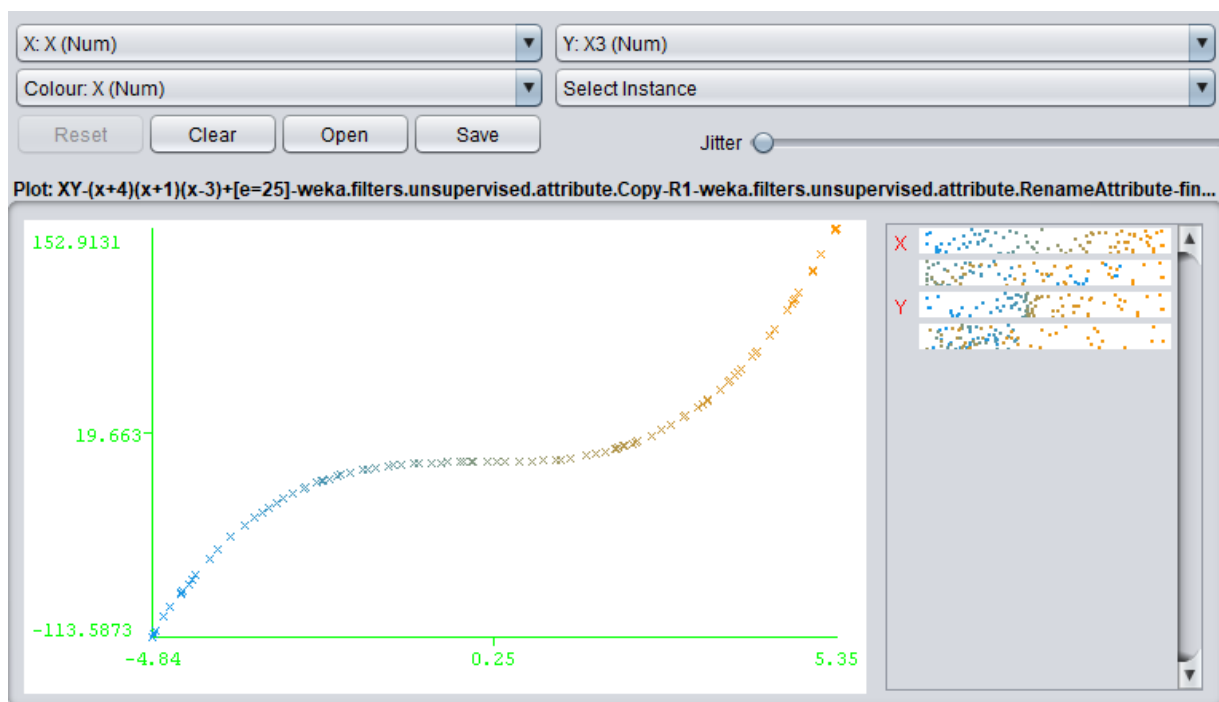 X: X (Num) Y: X3 (Num)
Colour: X (Num) Select Instance
Reset Clear Open Save Jitter
Plot: XY-(x+4)(x+1)(x-3)+[e=25]-weka.filters.unsupervised.attribute.Copy-R1-weka.filters.unsupervised.attribute.RenameAttribute-fin...
152.9131
19.663
-113.5873
-4.84 0.25 5.35
X
Y